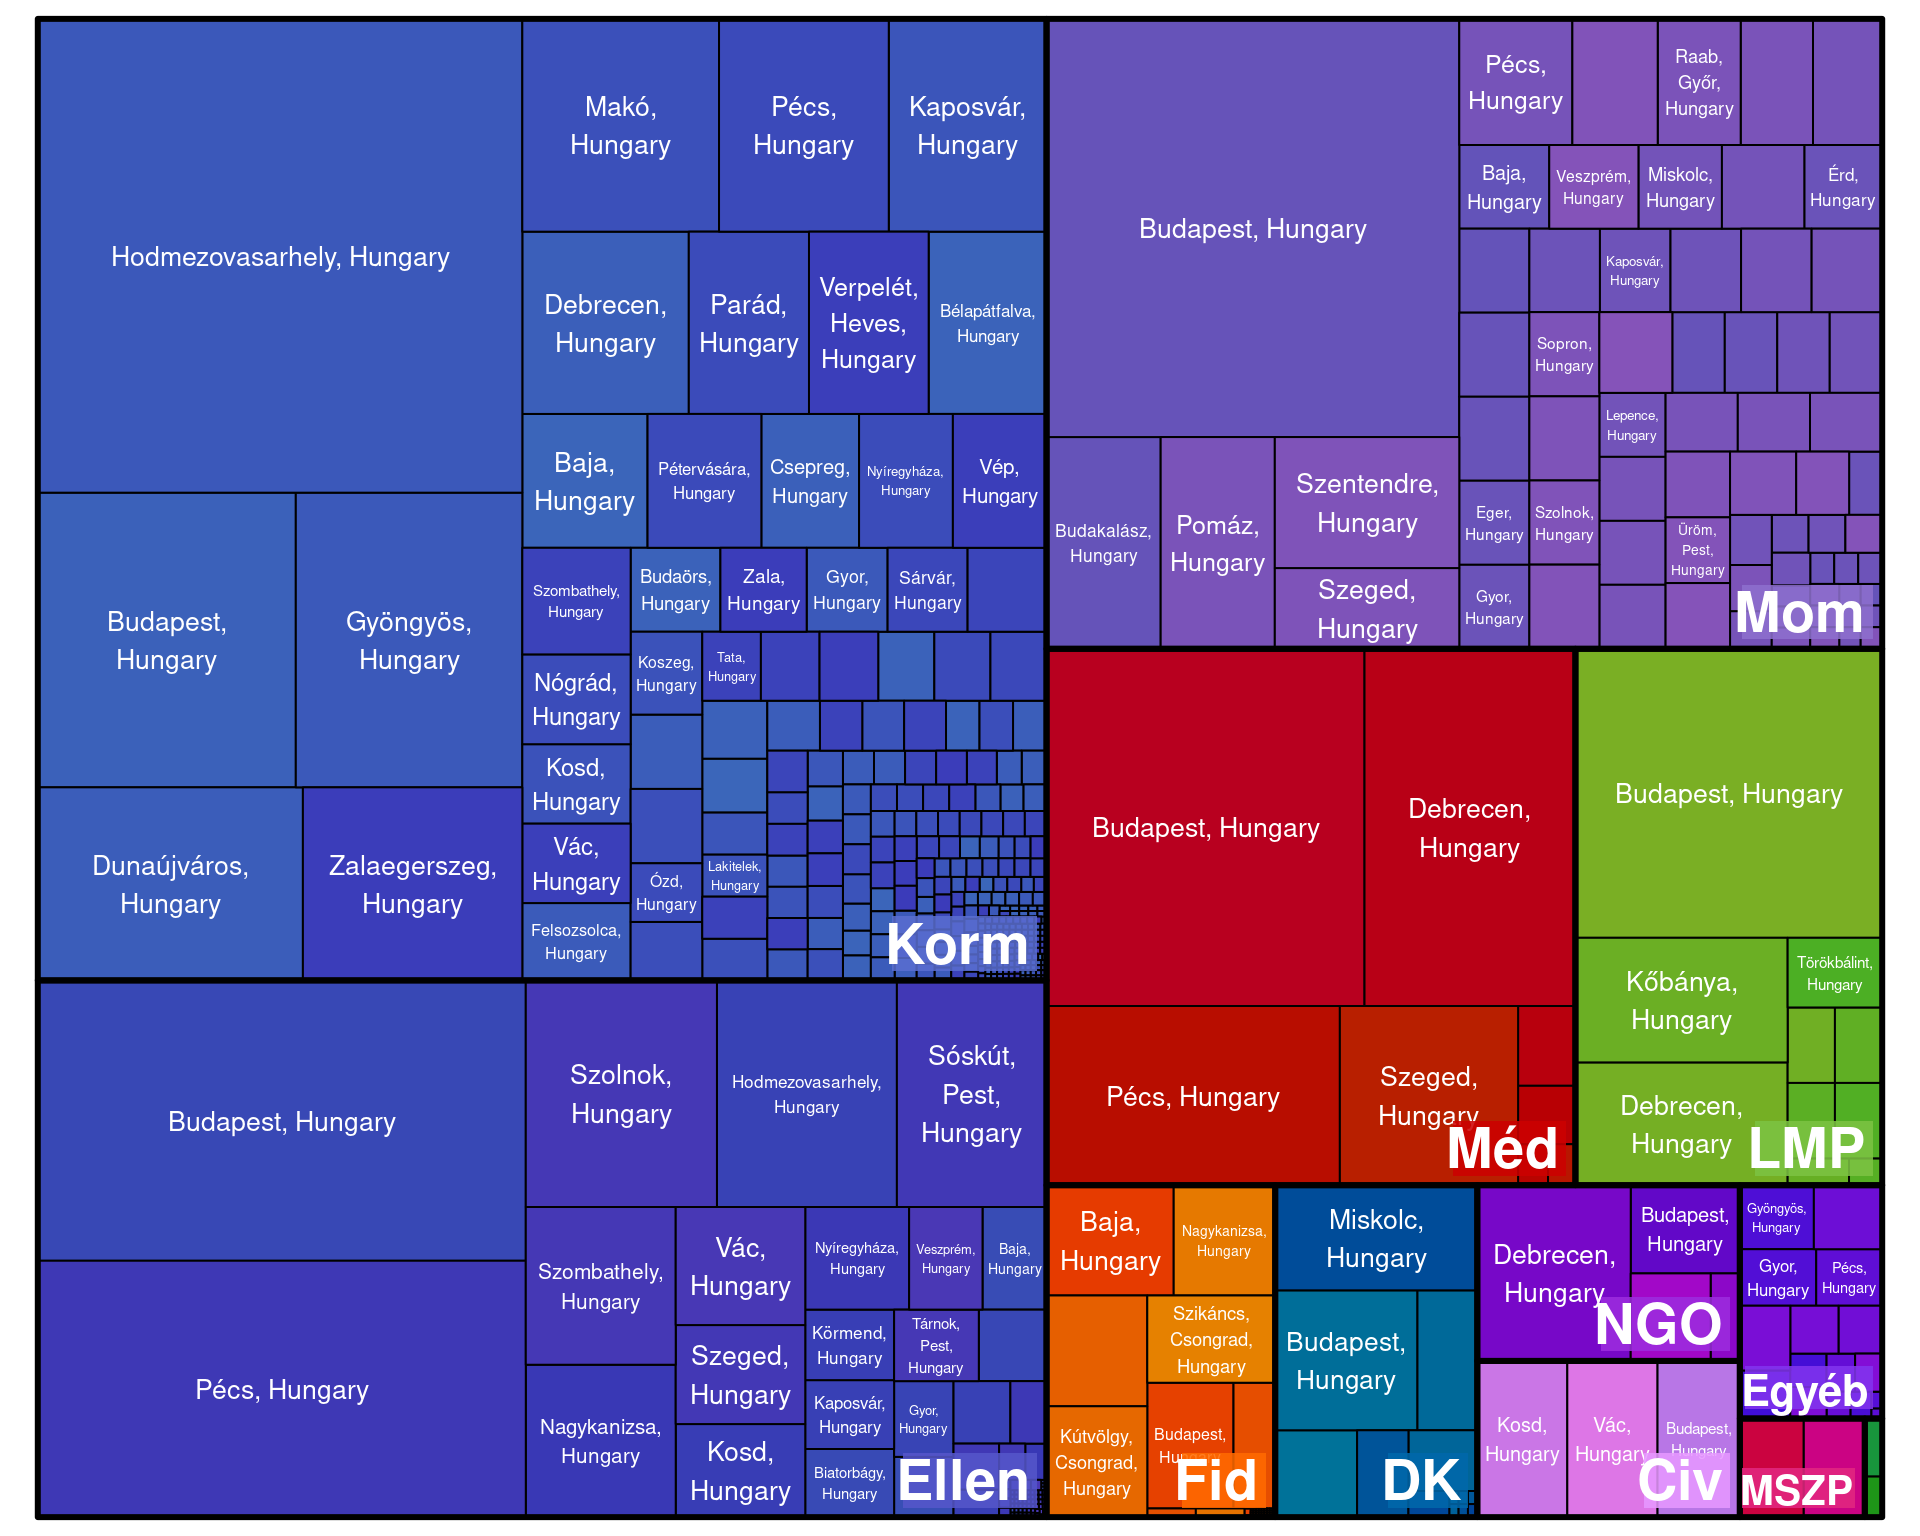 Hodmezovasarhely, Hungary
Budapest,
Hungary
Gyöngyös,
Hungary
Dunaújváros,
Hungary
Zalaegerszeg,
Hungary
Makó,
Hungary
Pécs,
Hungary
Kaposvár,
Hungary
Debrecen,
Hungary
Parád,
Hungary
Verpelét,
Heves,
Hungary
Bélapátfalva,
Hungary
Baja,
Hungary
Pétervására,
Hungary
Csepreg,
Hungary
Nyíregyháza,
Hungary
Vép,
Hungary
Szombathely,
Hungary
Budaörs,
Hungary
Zala,
Hungary
Gyor,
Hungary
Sárvár,
Hungary
Nógrád,
Hungary
Koszeg,
Hungary
Tata,
Hungary
Kosd,
Hungary
Vác,
Hungary
Ózd,
Hungary
Lakitelek,
Hungary
Felsozsolca,
Hungary
Korm
Budapest, Hungary
Budakalász,
Hungary
Pomáz,
Hungary
Szentendre,
Hungary
Szeged,
Hungary
Pécs,
Hungary
Raab,
Győr,
Hungary
Baja,
Hungary
Veszprém,
Hungary
Miskolc,
Hungary
Érd,
Hungary
Kaposvár,
Hungary
Sopron,
Hungary
Lepence,
Hungary
Eger,
Hungary
Szolnok,
Hungary
Üröm,
Pest,
Hungary
Gyor,
Hungary
Mom
Budapest, Hungary
Debrecen,
Hungary
Pécs, Hungary
Szeged,
Hungary
Méd
Budapest, Hungary
Kőbánya,
Hungary
Törökbálint,
Hungary
Debrecen,
Hungary
LMP
Budapest, Hungary
Pécs, Hungary
Szolnok,
Hungary
Hodmezovasarhely,
Hungary
Sóskút,
Pest,
Hungary
Szombathely,
Hungary
Vác,
Hungary
Nyíregyháza,
Hungary
Veszprém,
Hungary
Baja,
Hungary
Szeged,
Hungary
Körmend,
Hungary
Tárnok,
Pest,
Hungary
Nagykanizsa,
Hungary
Kaposvár,
Hungary
Gyor,
Hungary
Kosd,
Hungary
Biatorbágy,
Hungary
Ellen
Baja,
Hungary
Nagykanizsa,
Hungary
Szikáncs,
Csongrad,
Hungary
Kútvölgy,
Csongrad,
Hungary
Budapest,
Hungary
Fid
Miskolc,
Hungary
Budapest,
Hungary
DK
Debrecen,
Hungary
Budapest,
Hungary
NGO
Kosd,
Hungary
Vác,
Hungary
Budapest,
Hungary
Civ
Gyöngyös,
Hungary
Gyor,
Hungary
Pécs,
Hungary
Egyéb
MSZP